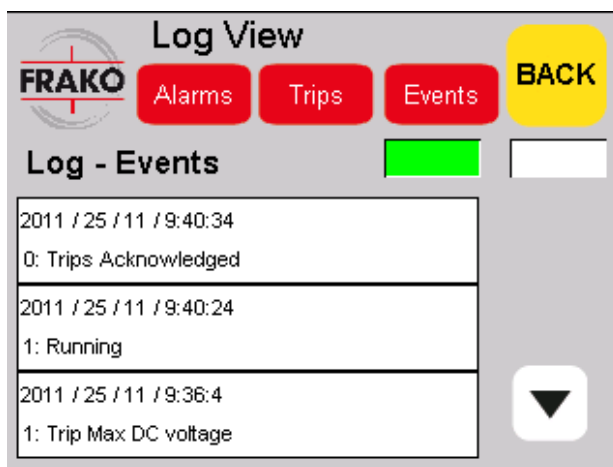 Log View
FRAKO
Alarms
Trips
Events
BACK
Log - Events
2011 / 25 / 11 / 9:40:34
0: Trips Acknowledged
2011 / 25 / 11 / 9:40:24
1: Running
2011 / 25 / 11 / 9:36:4
1: Trip Max DC voltage